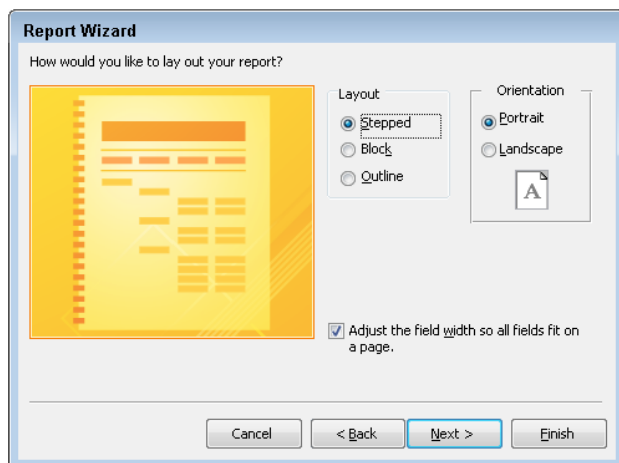 Report Wizard
How would you like to lay out your report?
Layout
Stepped
Block
Outline
Orientation
Portrait
Landscape
A
Adjust the field width so all fields fit on
a page.
Cancel
< Back
Next >
Finish